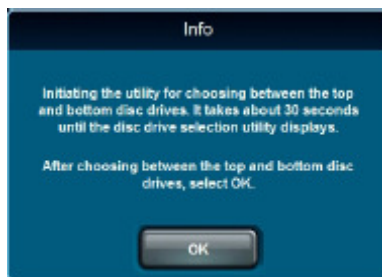 Info
Initiating the utility for choosing between the top
and bottom disc drives. It takes about 30 seconds
until the disc drive selection utility displays.
After choosing between the top and bottom disc
drives, select OK.
OK